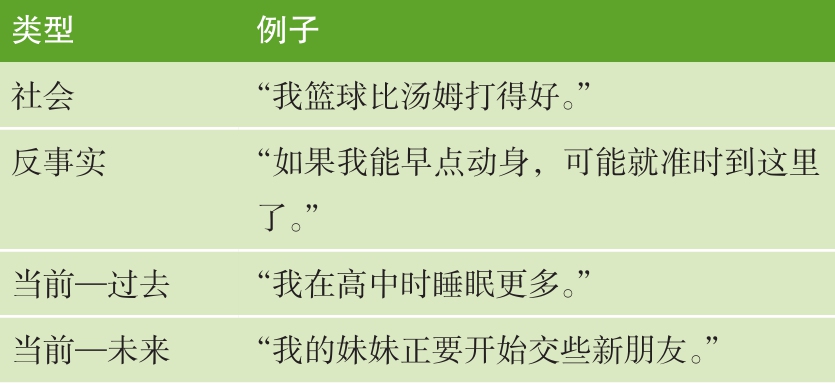 类型 例子
社会 “我篮球比汤姆打得好。”
反事实 “如果我能早点动身，可能就准时到这里
了。”
当前—过去 “我在高中时睡眠更多。”
当前—未来 “我的妹妹正要开始交些新朋友。”